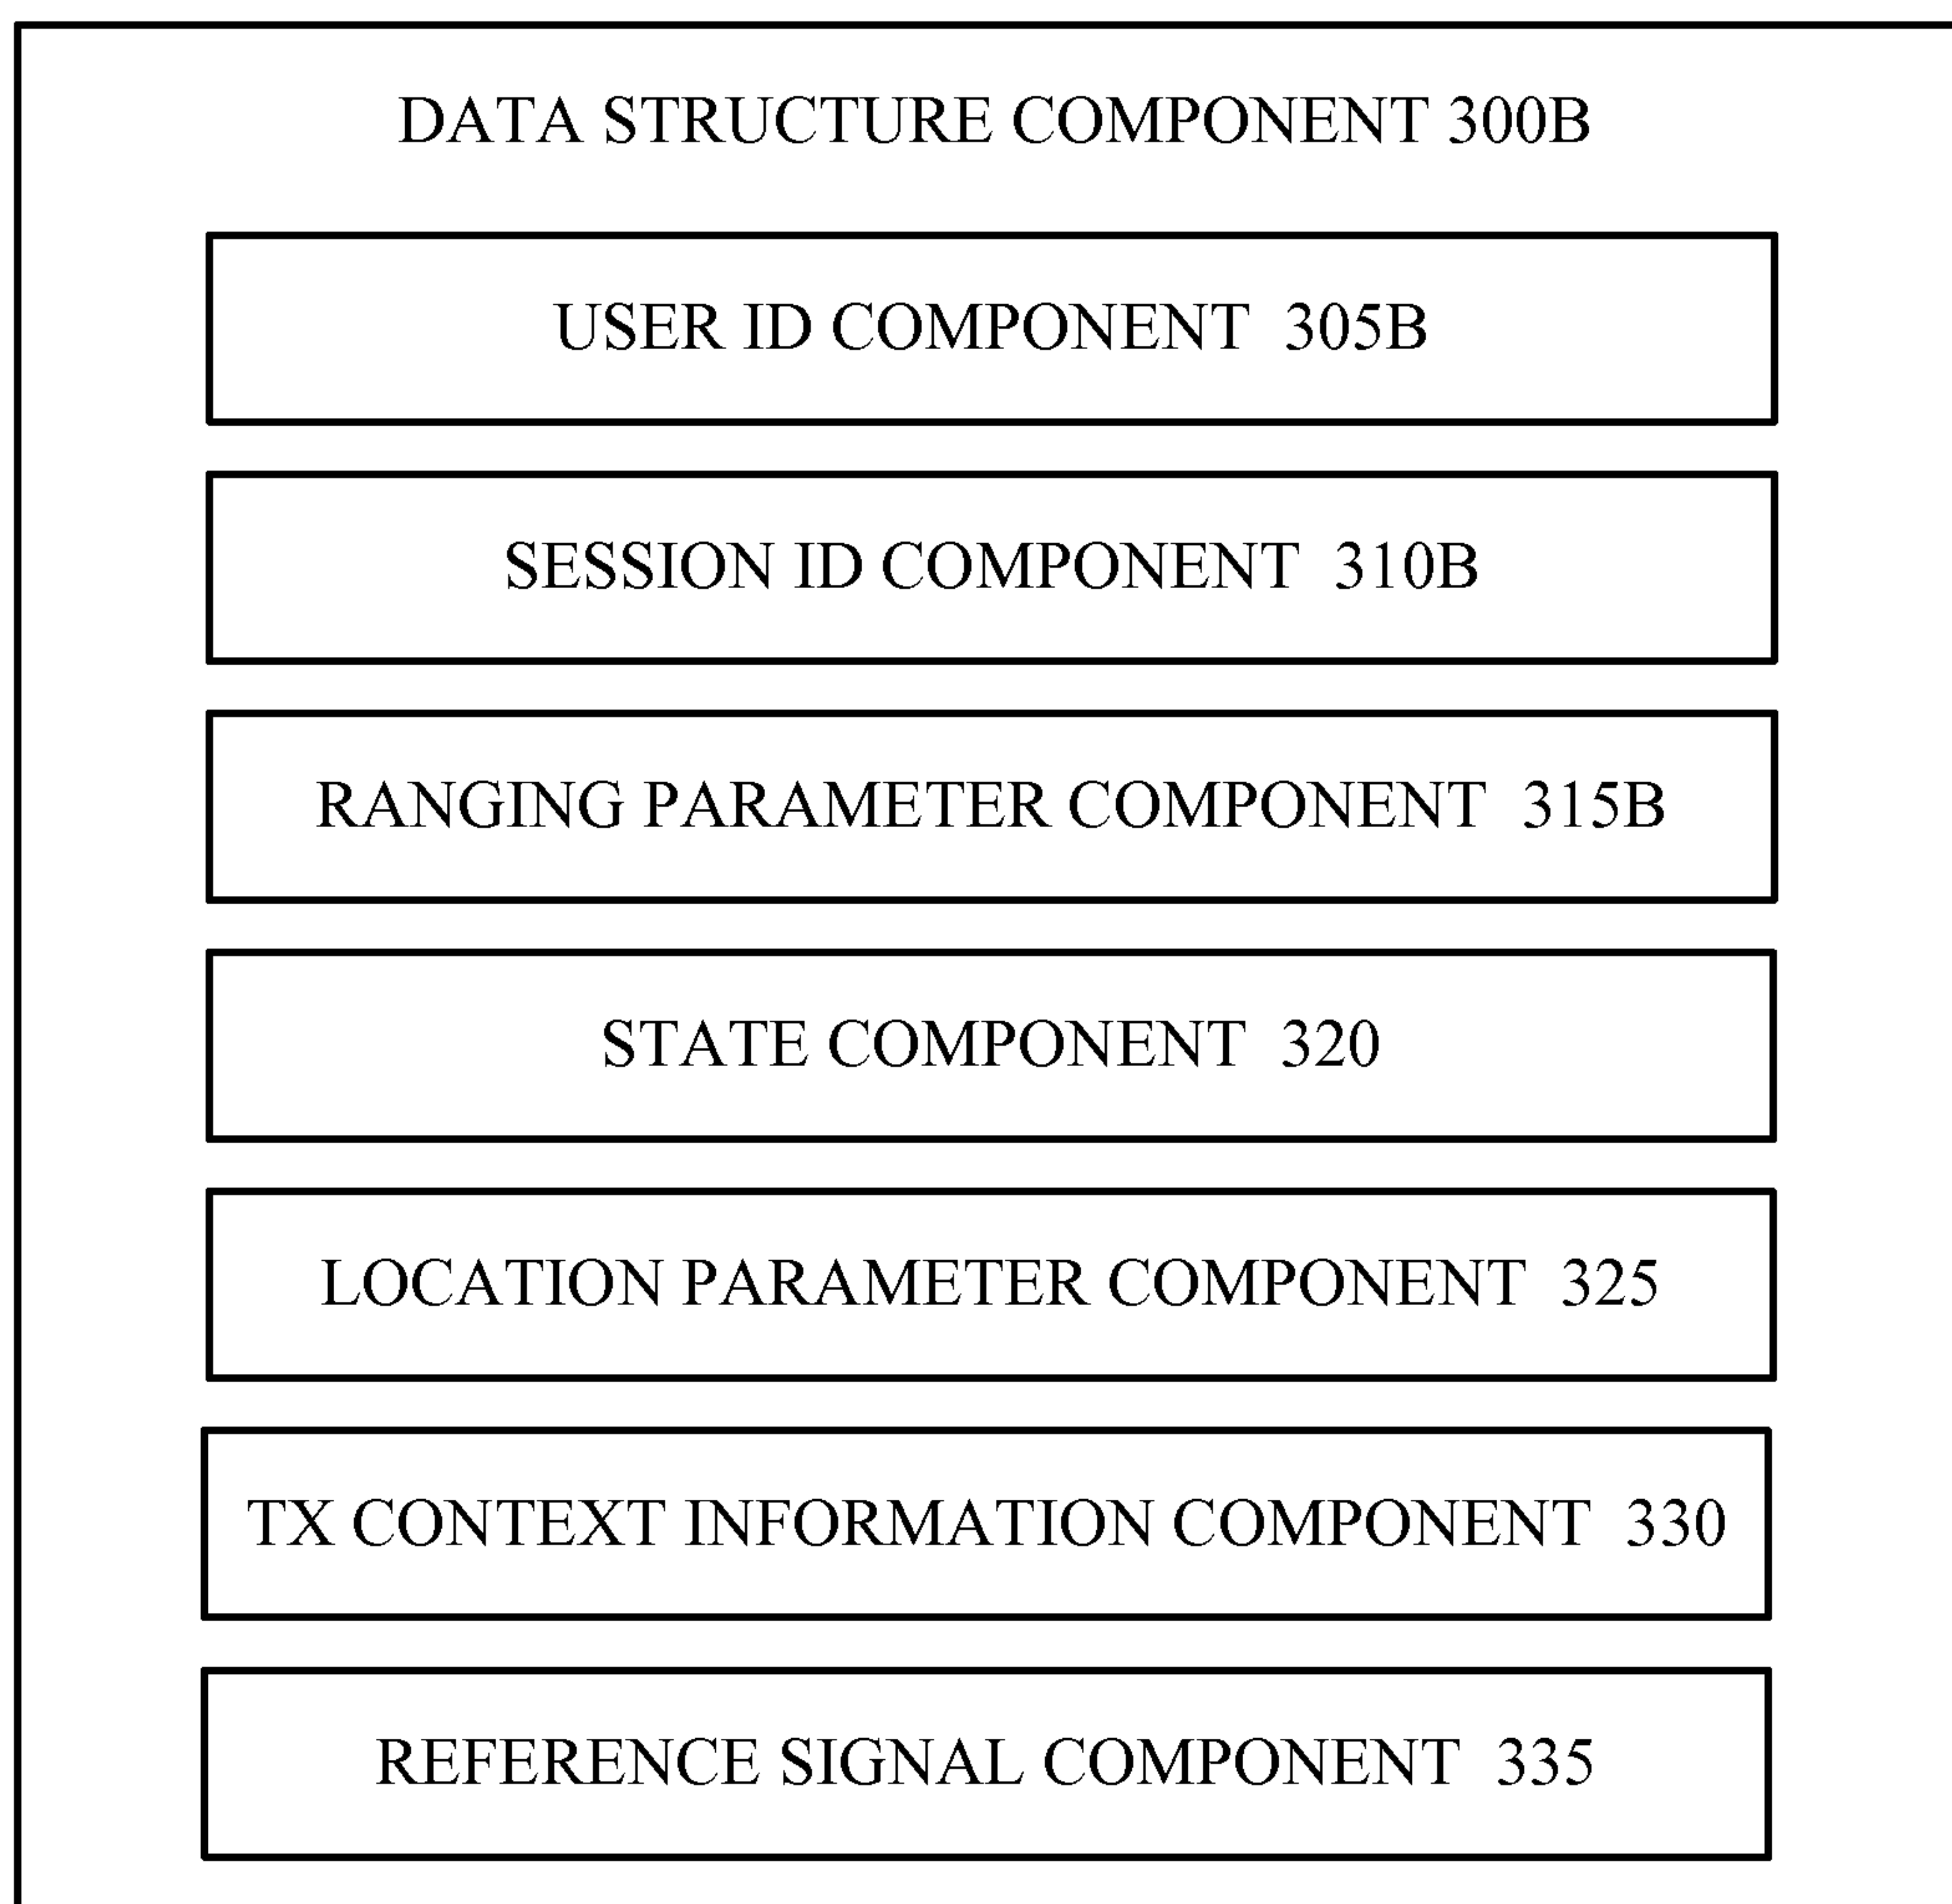 DATA STRUCTURE COMPONENT 300B
USER ID COMPONENT 305B
SESSION ID COMPONENT 310B
RANGING PARAMETER COMPONENT 315B
STATE COMPONENT 320
LOCATION PARAMETER COMPONENT 325
TX CONTEXT INFORMATION COMPONENT 330
REFERENCE SIGNAL COMPONENT 335